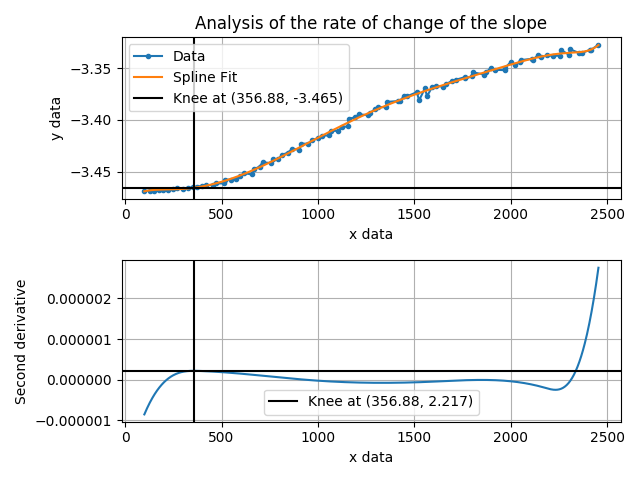 Analysis of the rate of change of the slope
Data
Spline Fit
Knee at (356.88, -3.465)
y data
−3.35
−3.40
−3.45
0
500
1000
1500
2000
2500
x data
Second derivative
0.000002
0.000001
0.000000
−0.000001
Knee at (356.88, 2.217)
0
500
1000
1500
2000
2500
x data